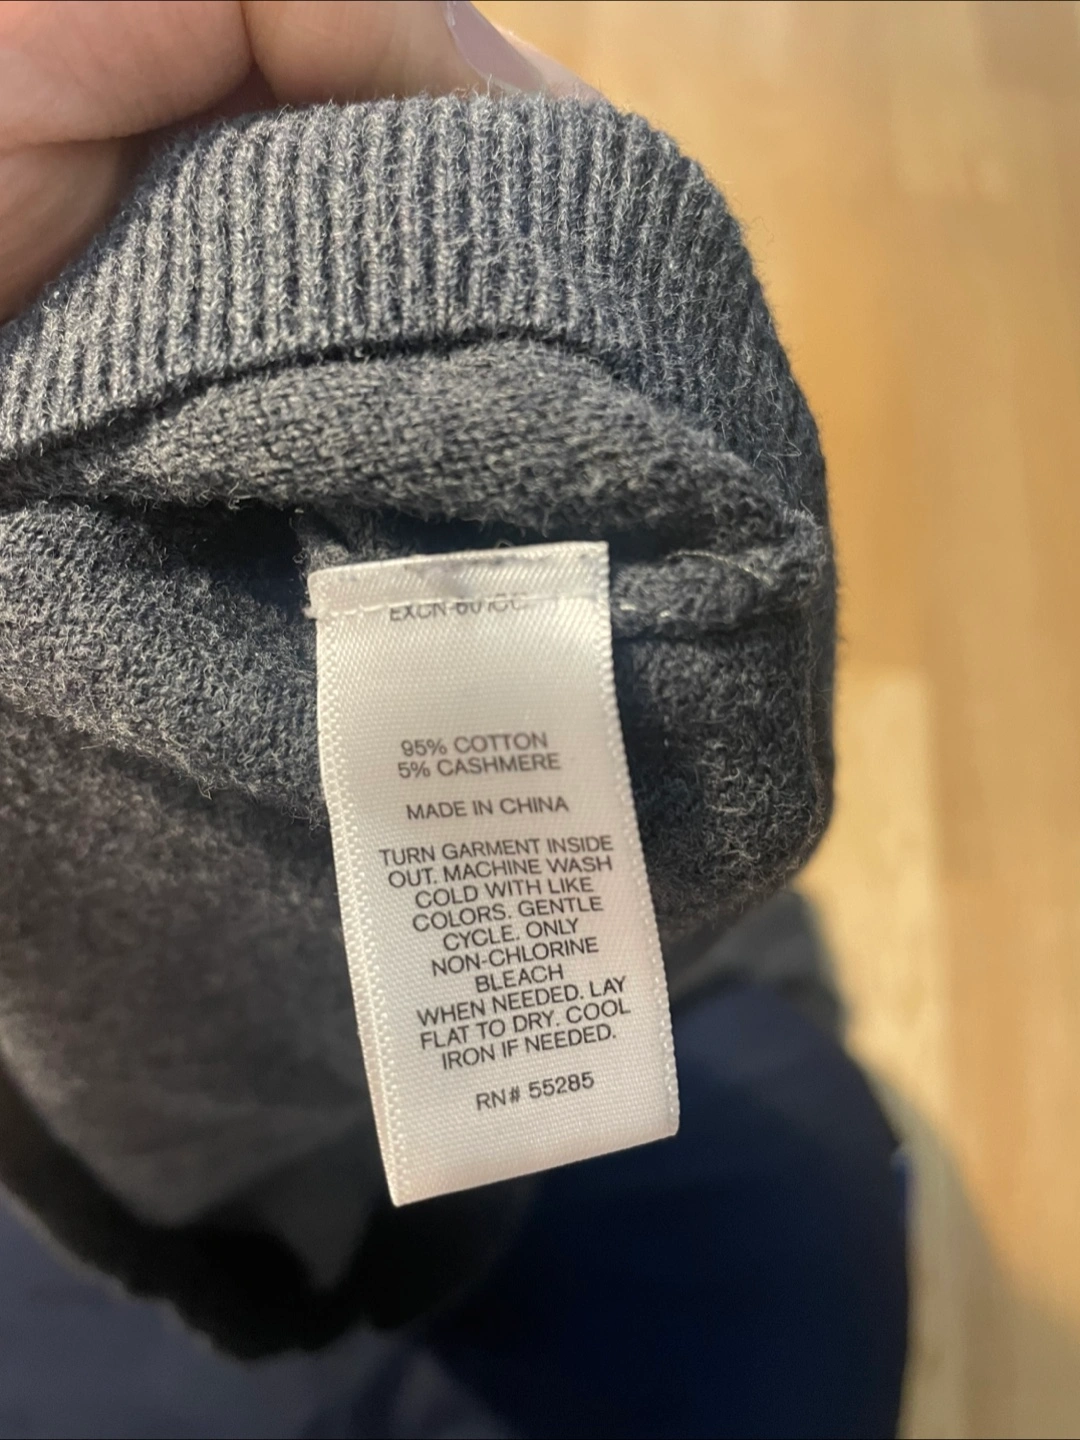 95% COTTON
5% CASHMERE
MADE IN CHINA
TURN GARMENT INSIDE
OUT. MACHINE WASH
COLD WITH LIKE
COLORS. GENTLE
CYCLE. ONLY
NON-CHLORINE
BLEACH
WHEN NEEDED. LAY
FLAT TO DRY. COOL
IRON IF NEEDED.
RN# 55285